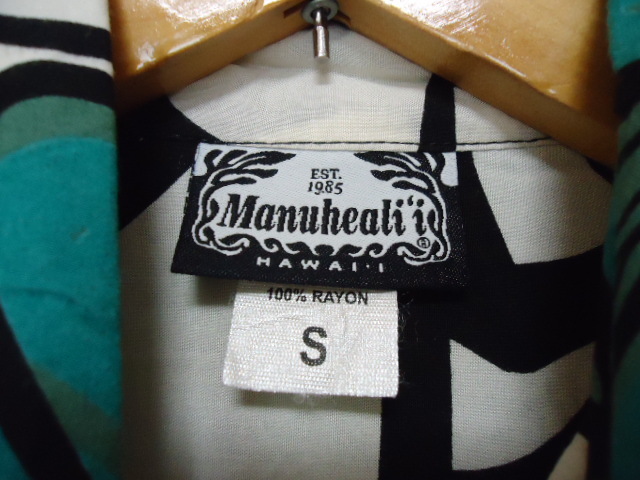 EST.
1985
Manuheali'i
®
HAWAI'I
100% RAYON
S